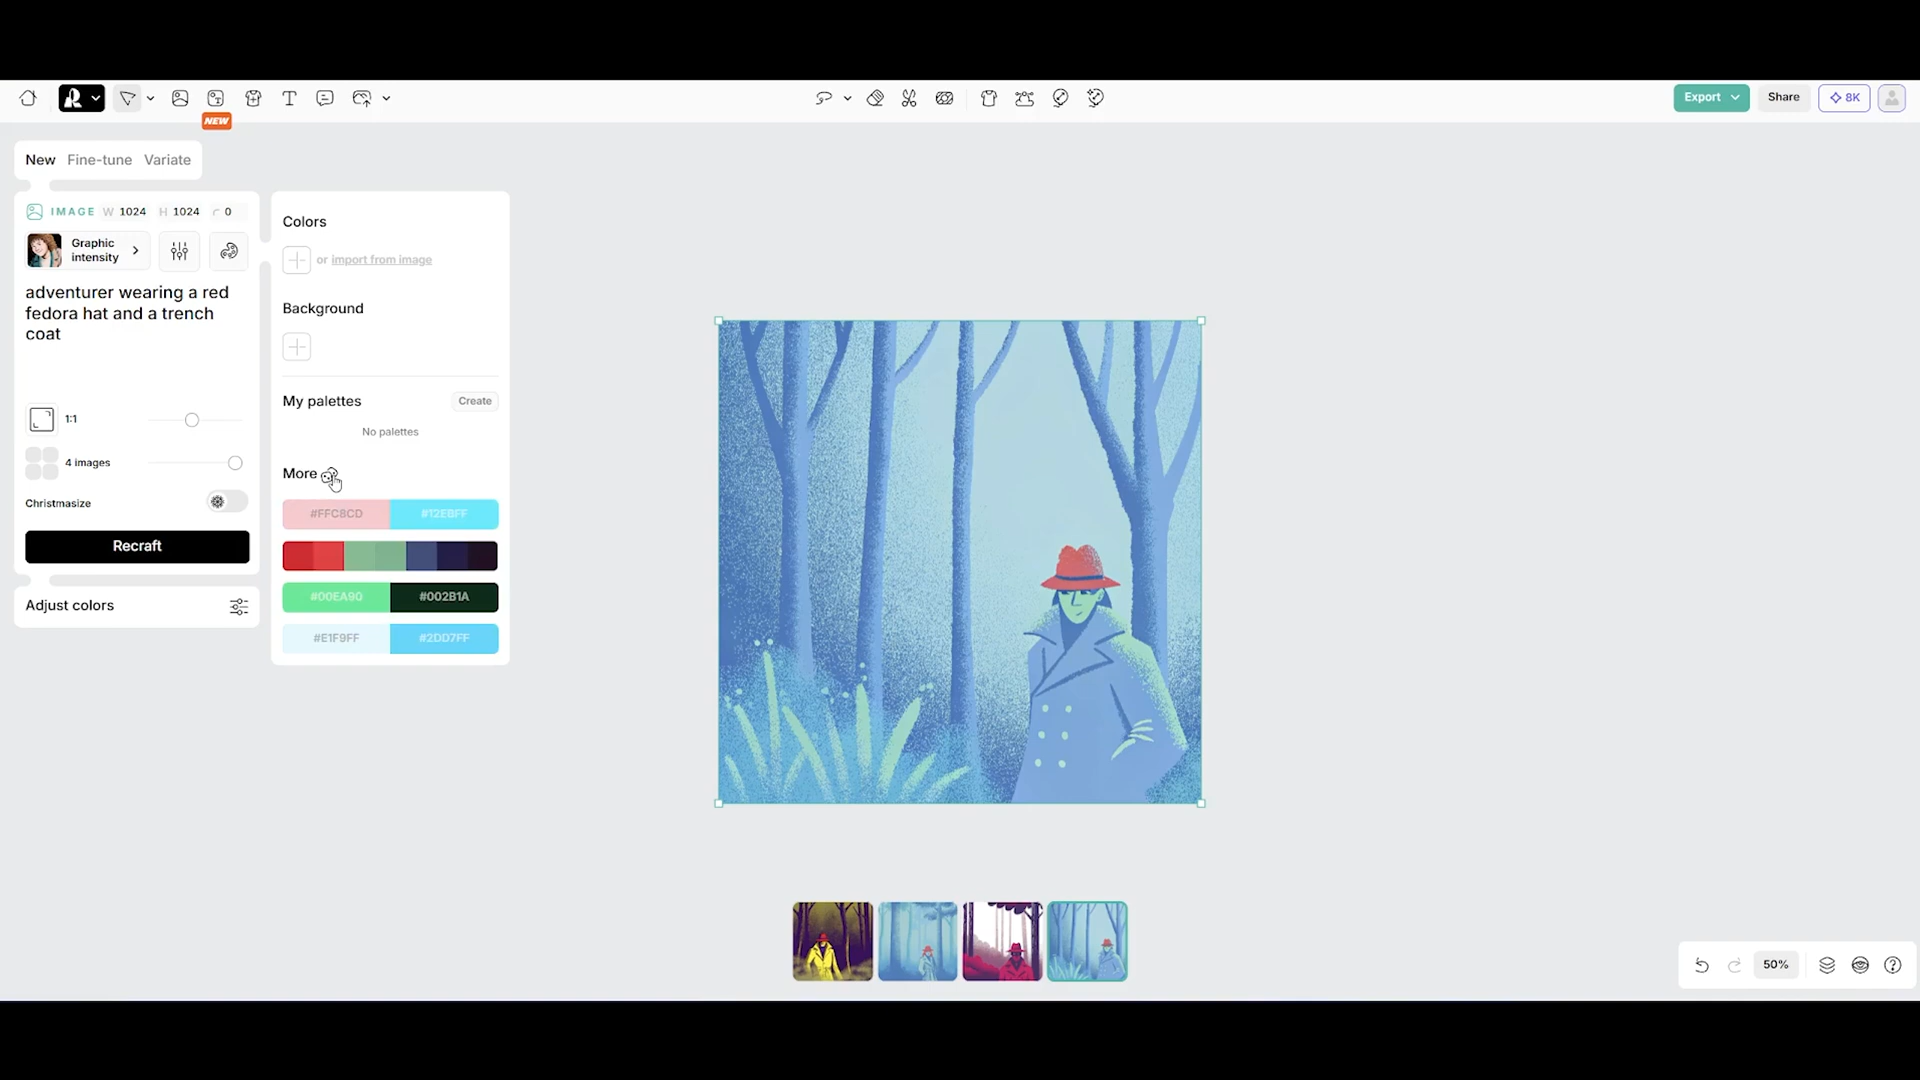 NEW
Export
Share
8K
New Fine-tune Variate
IMAGE W 1024 H 1024 0
Graphic
intensity
adventurer wearing a red
fedora hat and a trench
coat
1:1
4 images
Christmasize
Recraft
Adjust colors
Colors
or import from image
Background
My palettes
Create
No palettes
More
#FFC8CD #12EBFF
#00EA90 #002B1A
#E1F9FF #2DD7FF
50%